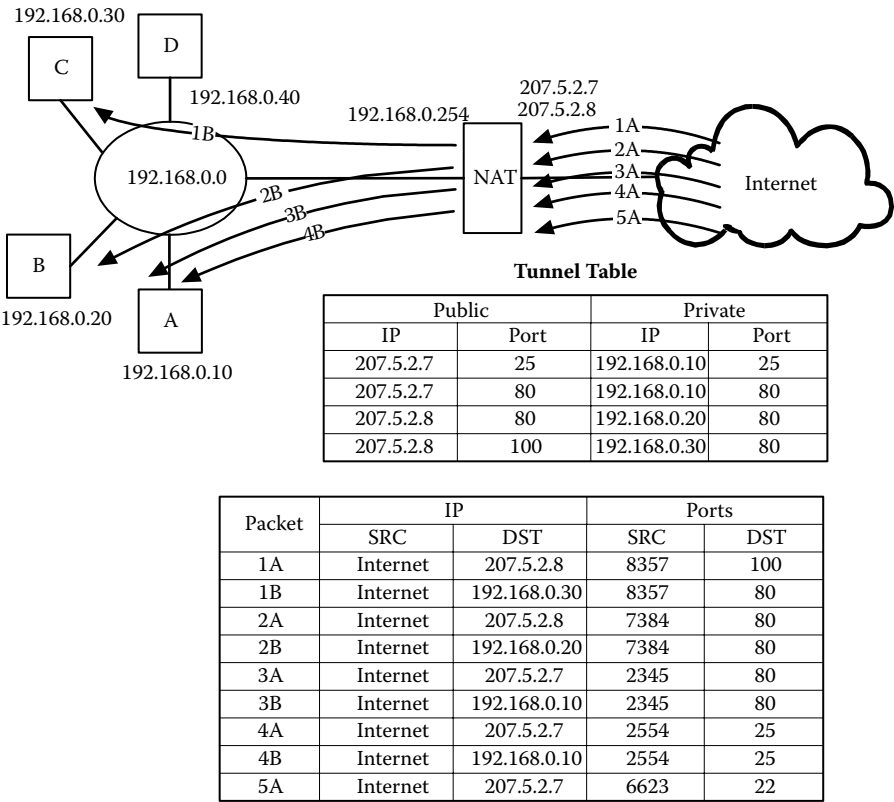 192.168.0.30
D
C
192.168.0.40
192.168.0.254
207.5.2.7
207.5.2.8
1A
1B
2A
3A
4A
5A
NAT
Internet
192.168.0.0
2B
3B
4B
B
A
192.168.0.20
192.168.0.10
Tunnel Table
Public Private
IP Port IP Port
207.5.2.7 25 192.168.0.10 25
207.5.2.7 80 192.168.0.10 80
207.5.2.8 80 192.168.0.20 80
207.5.2.8 100 192.168.0.30 80
Packet IP Ports
SRC DST SRC DST
1A Internet 207.5.2.8 8357 100
1B Internet 192.168.0.30 8357 80
2A Internet 207.5.2.8 7384 80
2B Internet 192.168.0.20 7384 80
3A Internet 207.5.2.7 2345 80
3B Internet 192.168.0.10 2345 80
4A Internet 207.5.2.7 2554 25
4B Internet 192.168.0.10 2554 25
5A Internet 207.5.2.7 6623 22